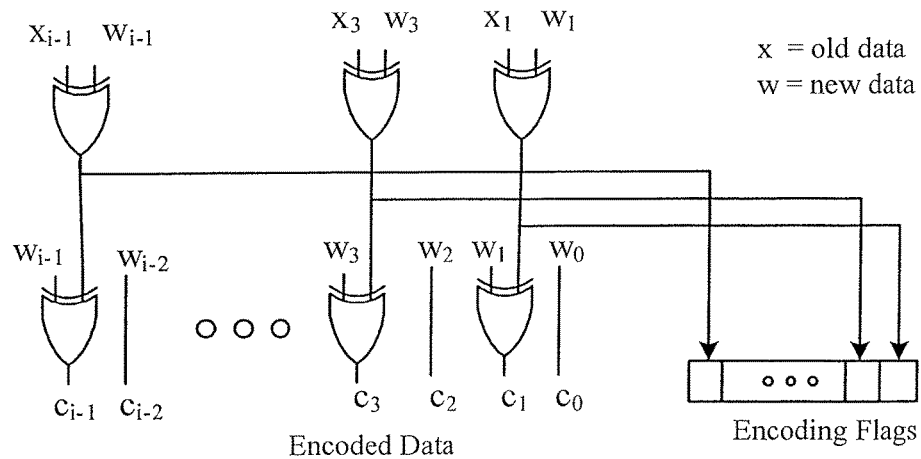 x₃ w₃ x₁ w₁
xᵢ₋₁ wᵢ₋₁
x = old data
w = new data
wᵢ₋₁ wᵢ₋₂ w₃ w₂ w₁ w₀
cᵢ₋₁ cᵢ₋₂ c₃ c₂ c₁ c₀
Encoded Data
Encoding Flags